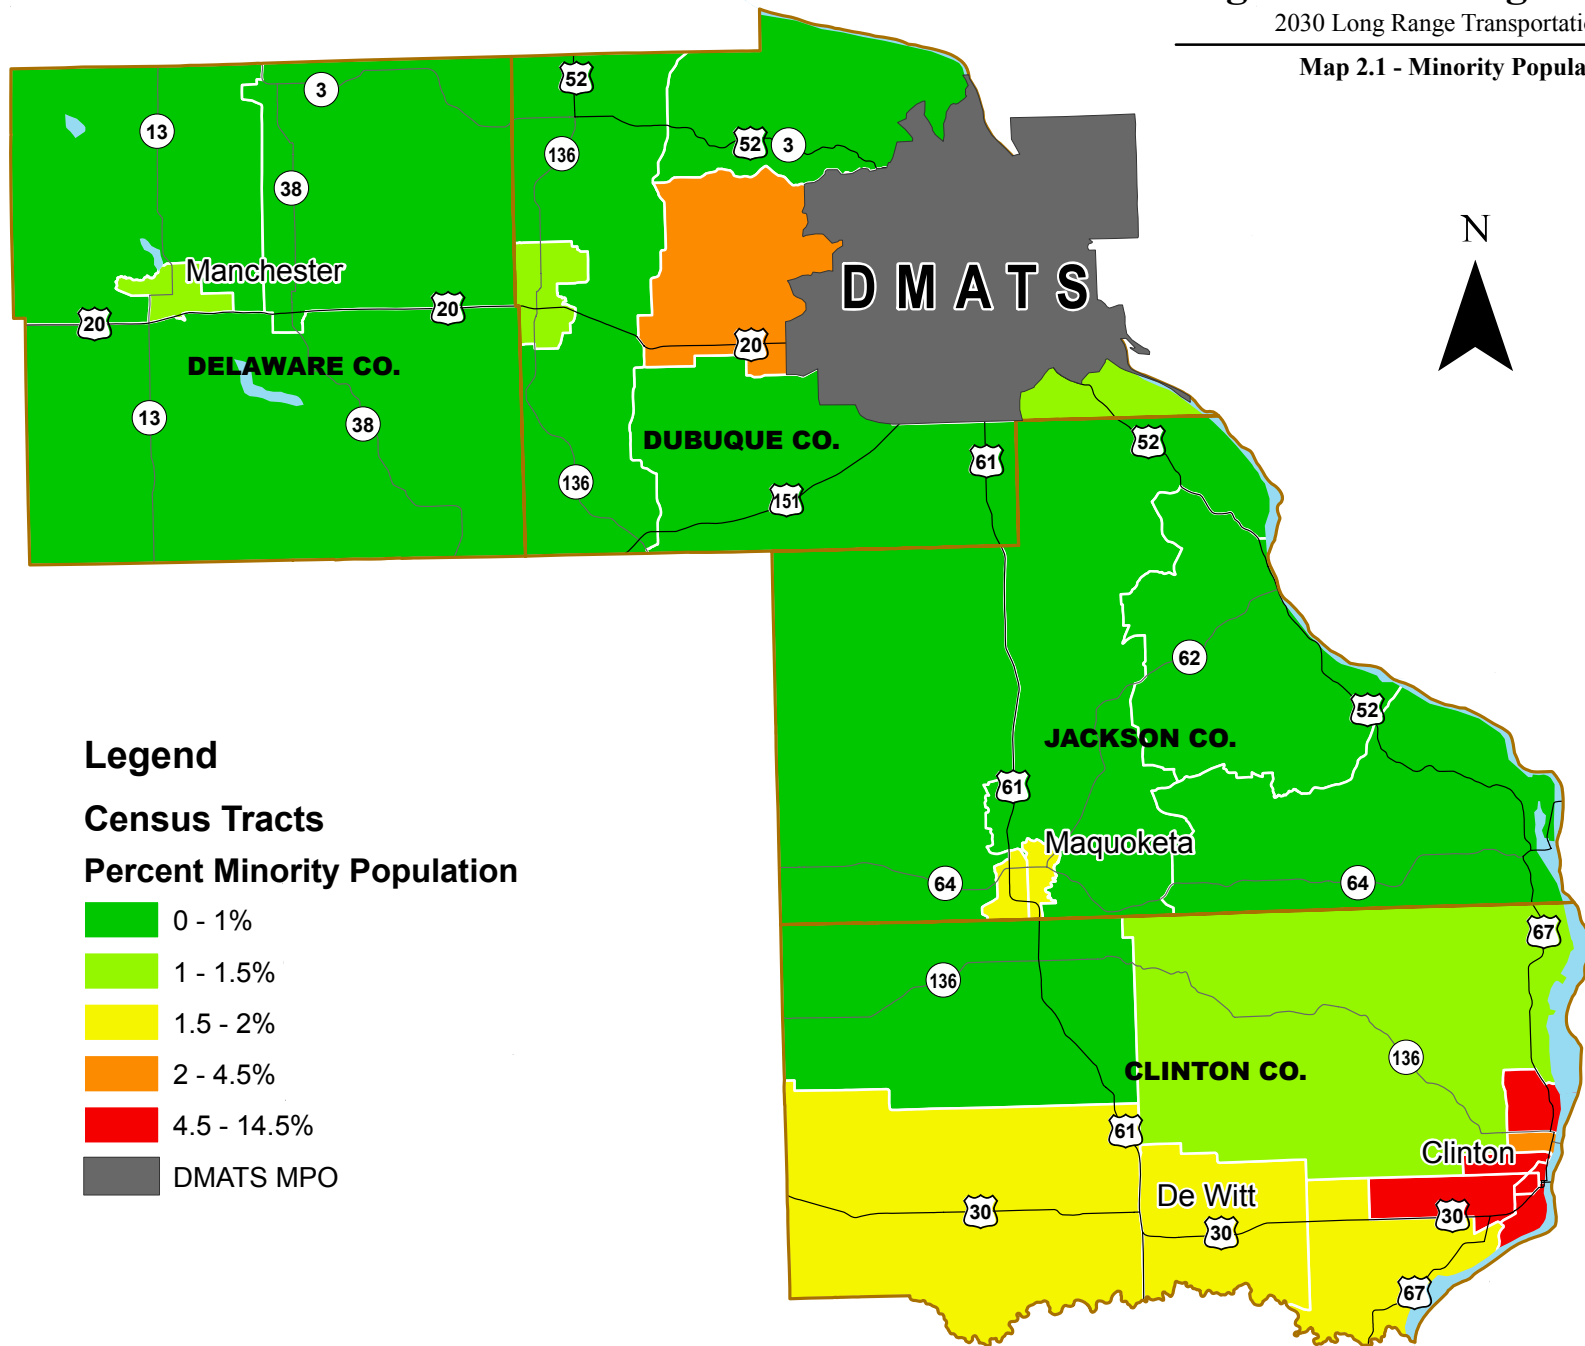 2030 Long Range Transportatio
Map 2.1 - Minority Popula
52
3
13
52
3
136
38
N
Manchester
DMATS
20
20
20
DELAWARE CO.
13
38
DUBUQUE CO.
52
61
136
151
62
52
JACKSON CO.
Legend
61
Census Tracts
Maquoketa
Percent Minority Population
64
64
0 - 1%
67
1 - 1.5%
136
1.5 - 2%
136
CLINTON CO.
2 - 4.5%
4.5 - 14.5%
61
Clinton
DMATS MPO
De Witt
30
30
30
67